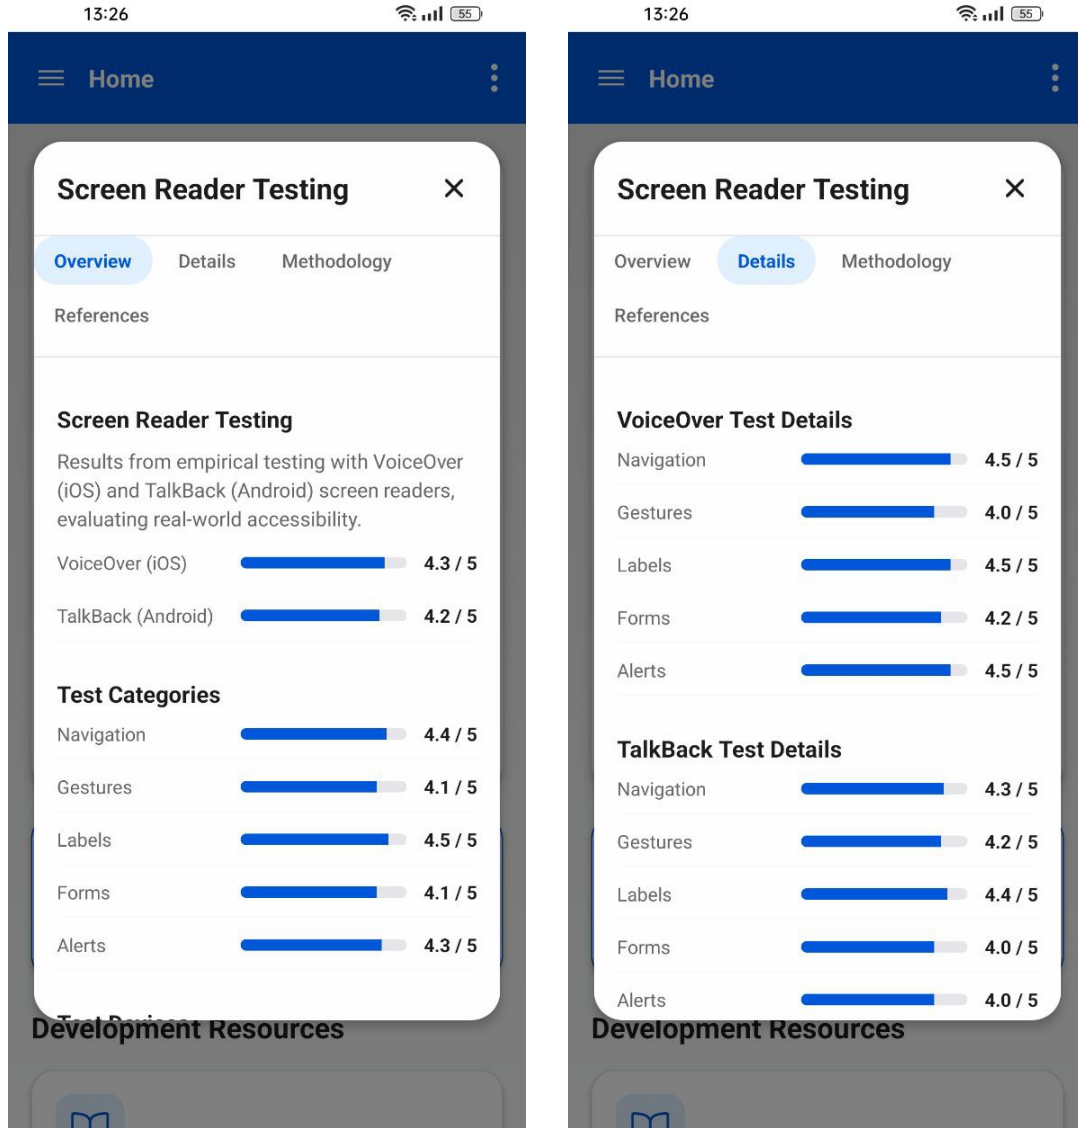 13:26
55
Home
Screen Reader Testing
Overview Details Methodology
References
Screen Reader Testing
Results from empirical testing with VoiceOver
(iOS) and TalkBack (Android) screen readers,
evaluating real-world accessibility.
VoiceOver (iOS) 4.3 / 5
TalkBack (Android) 4.2 / 5
Test Categories
Navigation 4.4 / 5
Gestures 4.1 / 5
Labels 4.5 / 5
Forms 4.1 / 5
Alerts 4.3 / 5
Test Devices
Development Resources
13:26
55
Home
Screen Reader Testing
Overview Details Methodology
References
VoiceOver Test Details
Navigation 4.5 / 5
Gestures 4.0 / 5
Labels 4.5 / 5
Forms 4.2 / 5
Alerts 4.5 / 5
TalkBack Test Details
Navigation 4.3 / 5
Gestures 4.2 / 5
Labels 4.4 / 5
Forms 4.0 / 5
Alerts 4.0 / 5
Development Resources